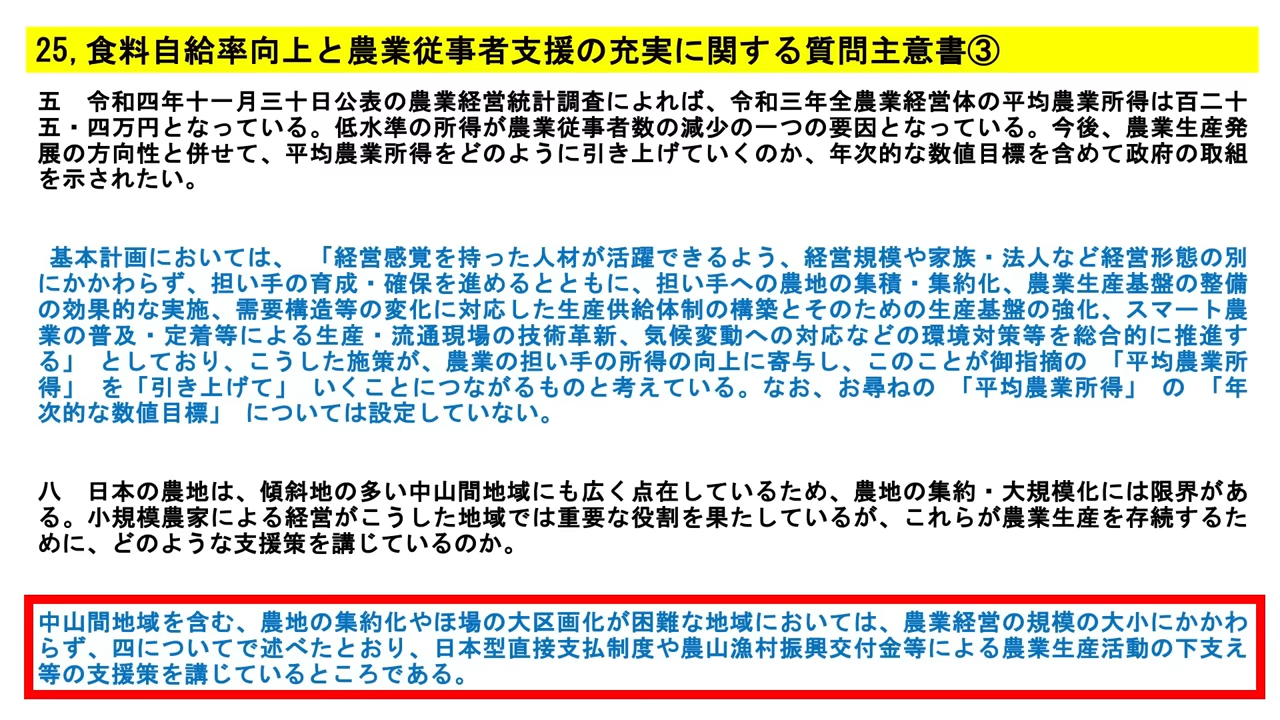 25,食料自給率向上と農業従事者支援の充実に関する質問主意書③
五　令和四年十一月三十日公表の農業経営統計調査によれば、令和三年全農業経営体の平均農業所得は百二十
五・四万円となっている。低水準の所得が農業従事者数の減少の一つの要因となっている。今後、農業生産発
展の方向性と併せて、平均農業所得をどのように引き上げていくのか、年次的な数値目標を含めて政府の取組
を示されたい。
基本計画においては、 「経営感覚を持った人材が活躍できるよう、経営規模や家族・法人など経営形態の別
にかかわらず、担い手の育成・確保を進めるとともに、担い手への農地の集積・集約化、農業生産基盤の整備
の効果的な実施、需要構造等の変化に対応した生産供給体制の構築とそのための生産基盤の強化、スマート農
業の普及・定着等による生産・流通現場の技術革新、気候変動への対応などの環境対策等を総合的に推進す
る」 としており、こうした施策が、農業の担い手の所得の向上に寄与し、このことが御指摘の 「平均農業所
得」 を「引き上げて」 いくことにつながるものと考えている。なお、お尋ねの 「平均農業所得」 の 「年
次的な数値目標」 については設定していない。
八　日本の農地は、傾斜地の多い中山間地域にも広く点在しているため、農地の集約・大規模化には限界があ
る。小規模農家による経営がこうした地域では重要な役割を果たしているが、これらが農業生産を存続するた
めに、どのような支援策を講じているのか。
中山間地域を含む、農地の集約化やほ場の大区画化が困難な地域においては、農業経営の規模の大小にかかわ
らず、四についてで述べたとおり、日本型直接支払制度や農山漁村振興交付金等による農業生産活動の下支え
等の支援策を講じているところである。